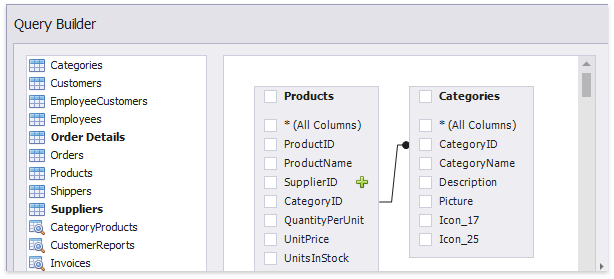 Query Builder
Categories
Customers
EmployeeCustomers
Employees
Order Details
Orders
Products
Shippers
Suppliers
CategoryProducts
CustomerReports
Invoices
Products
* (All Columns)
ProductID
ProductName
SupplierID
CategoryID
QuantityPerUnit
UnitPrice
UnitsInStock
Categories
* (All Columns)
CategoryID
CategoryName
Description
Picture
Icon_17
Icon_25